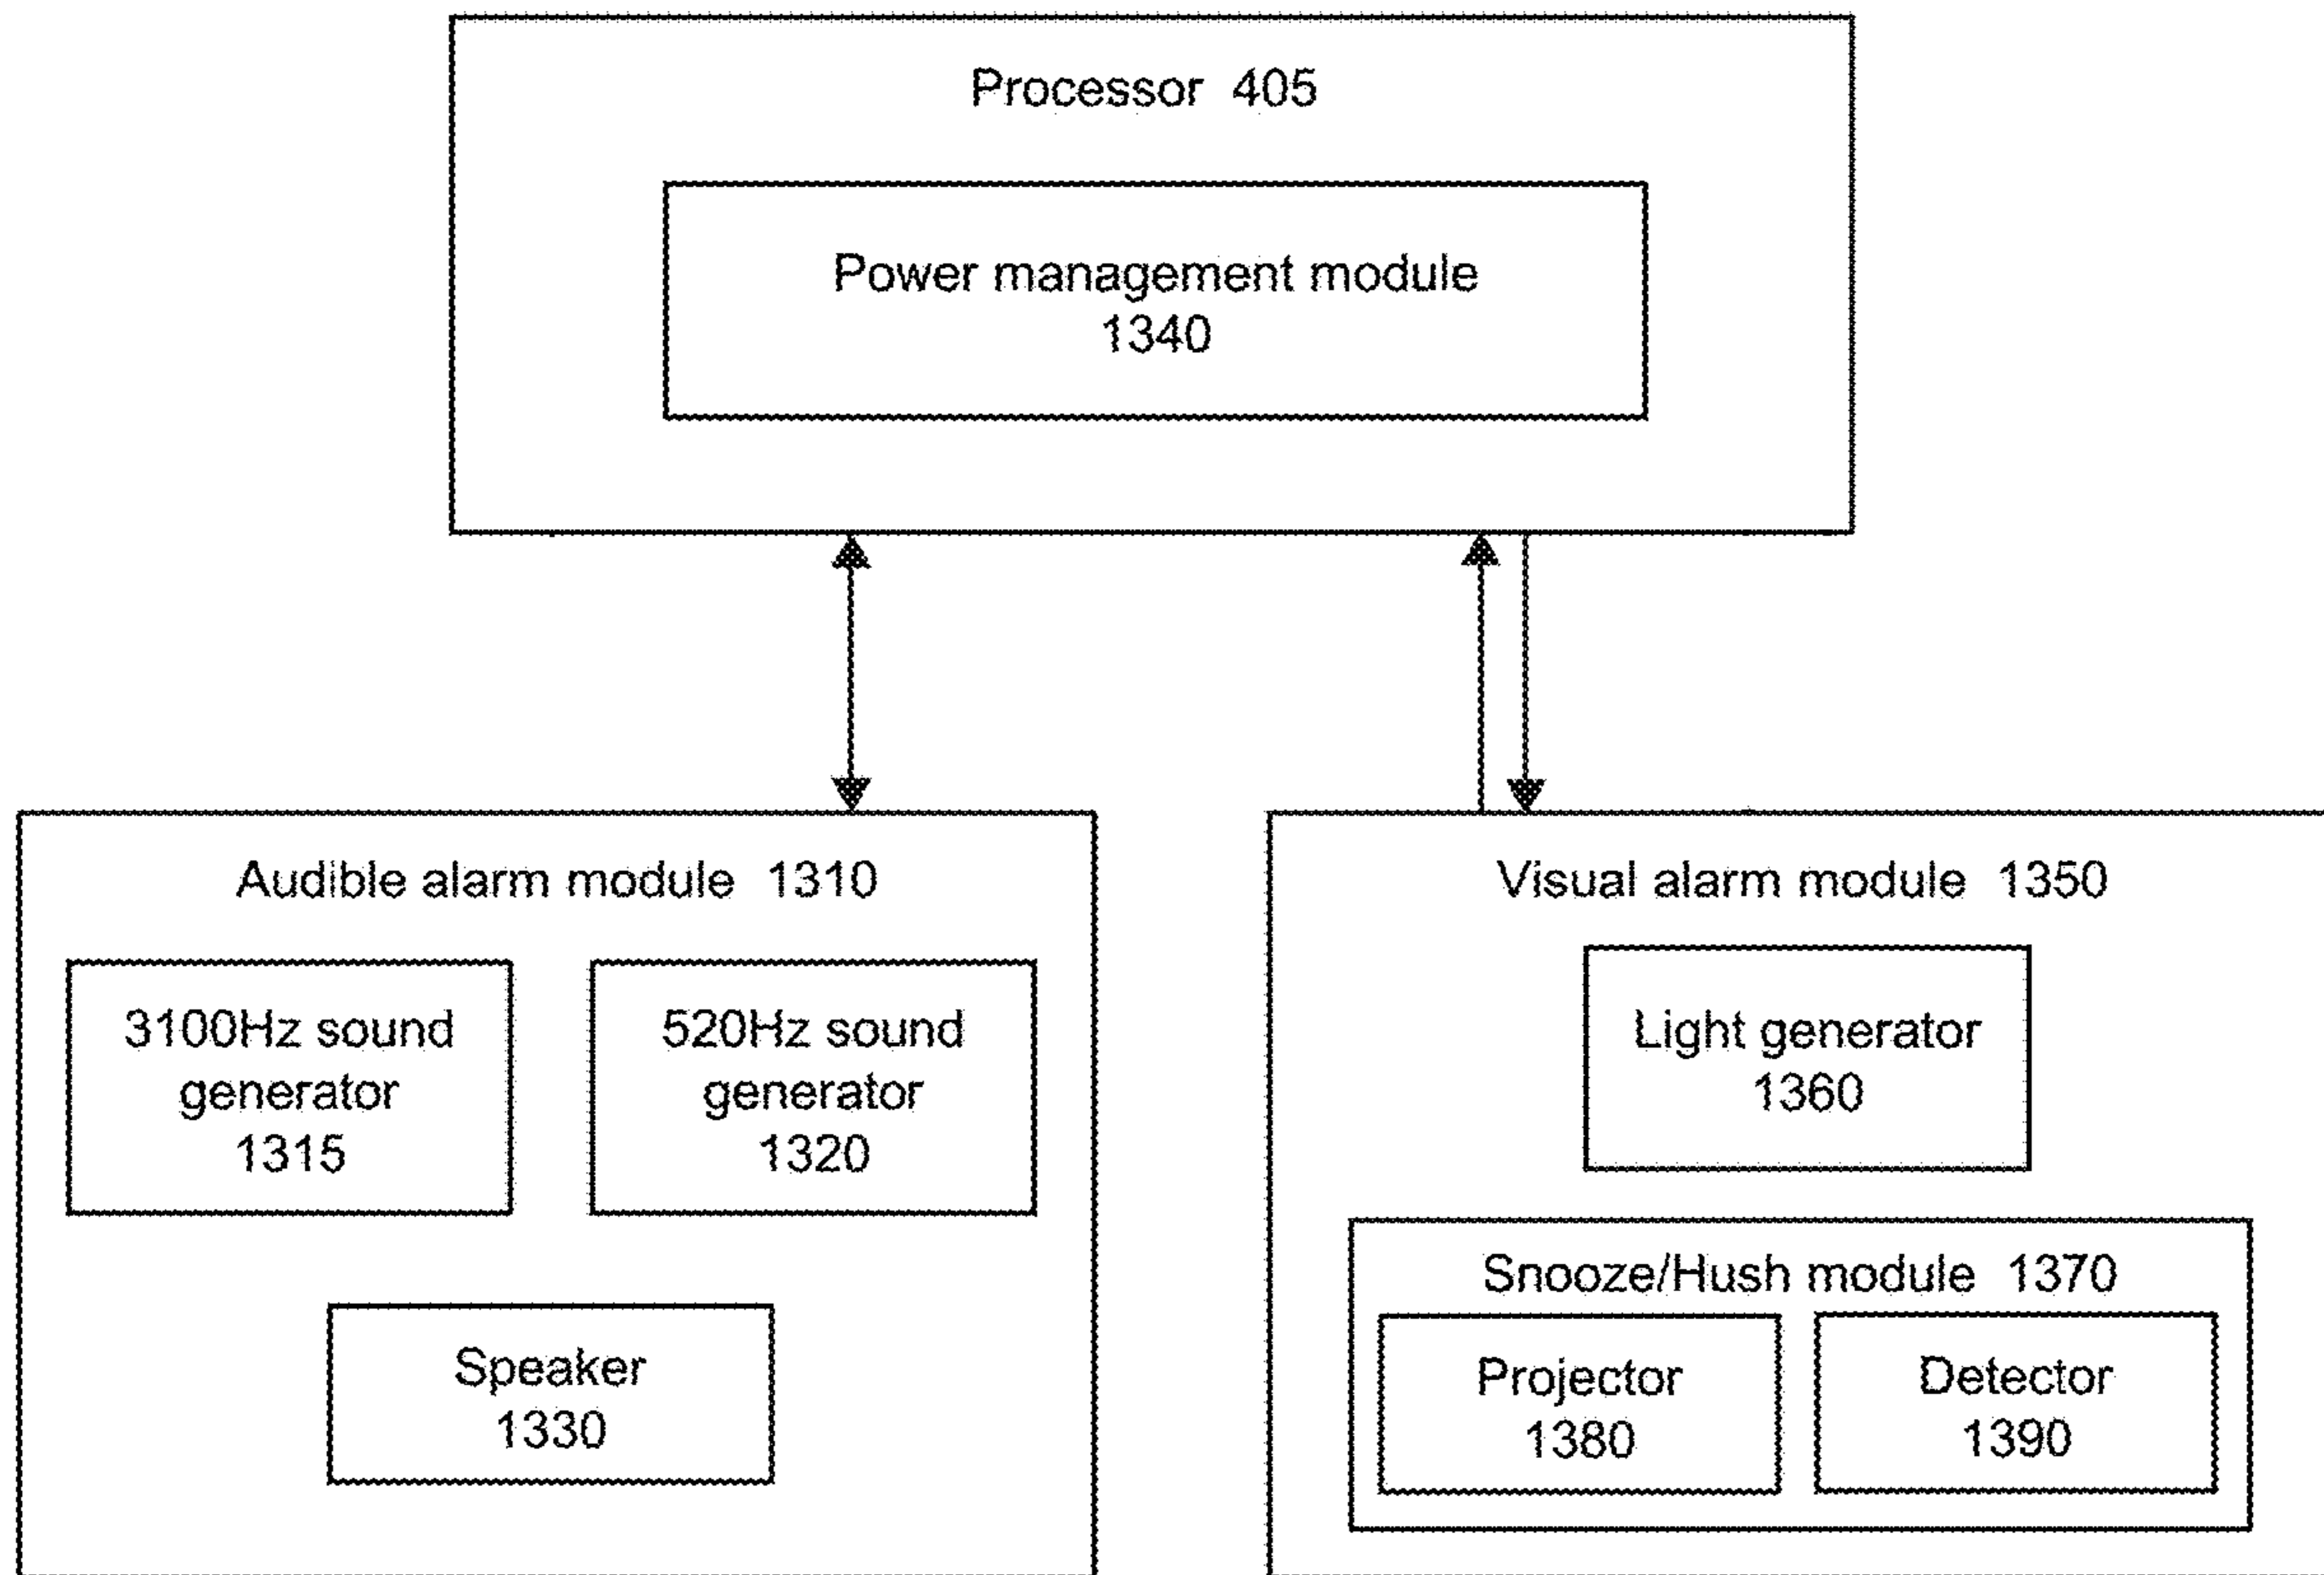 Processor 405
Power management module
1340
Audible alarm module 1310
3100Hz sound
generator
1315
520Hz sound
generator
1320
Speaker
1330
Visual alarm module 1350
Light generator
1360
Snooze/Hush module 1370
Projector
1380
Detector
1390